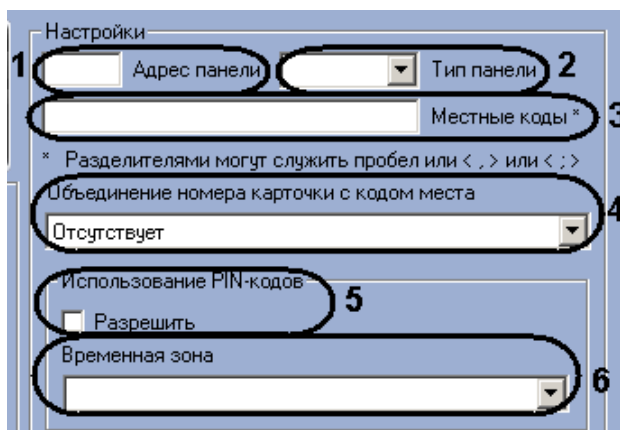 Настройки
1 Адрес панели Тип панели 2
Местные коды * 3
* Разделителями могут служить пробел или < , > или < ; >
Объединение номера карточки с кодом места
Отсутствует 4
Использование PIN-кодов
Разрешить 5
Временная зона
6